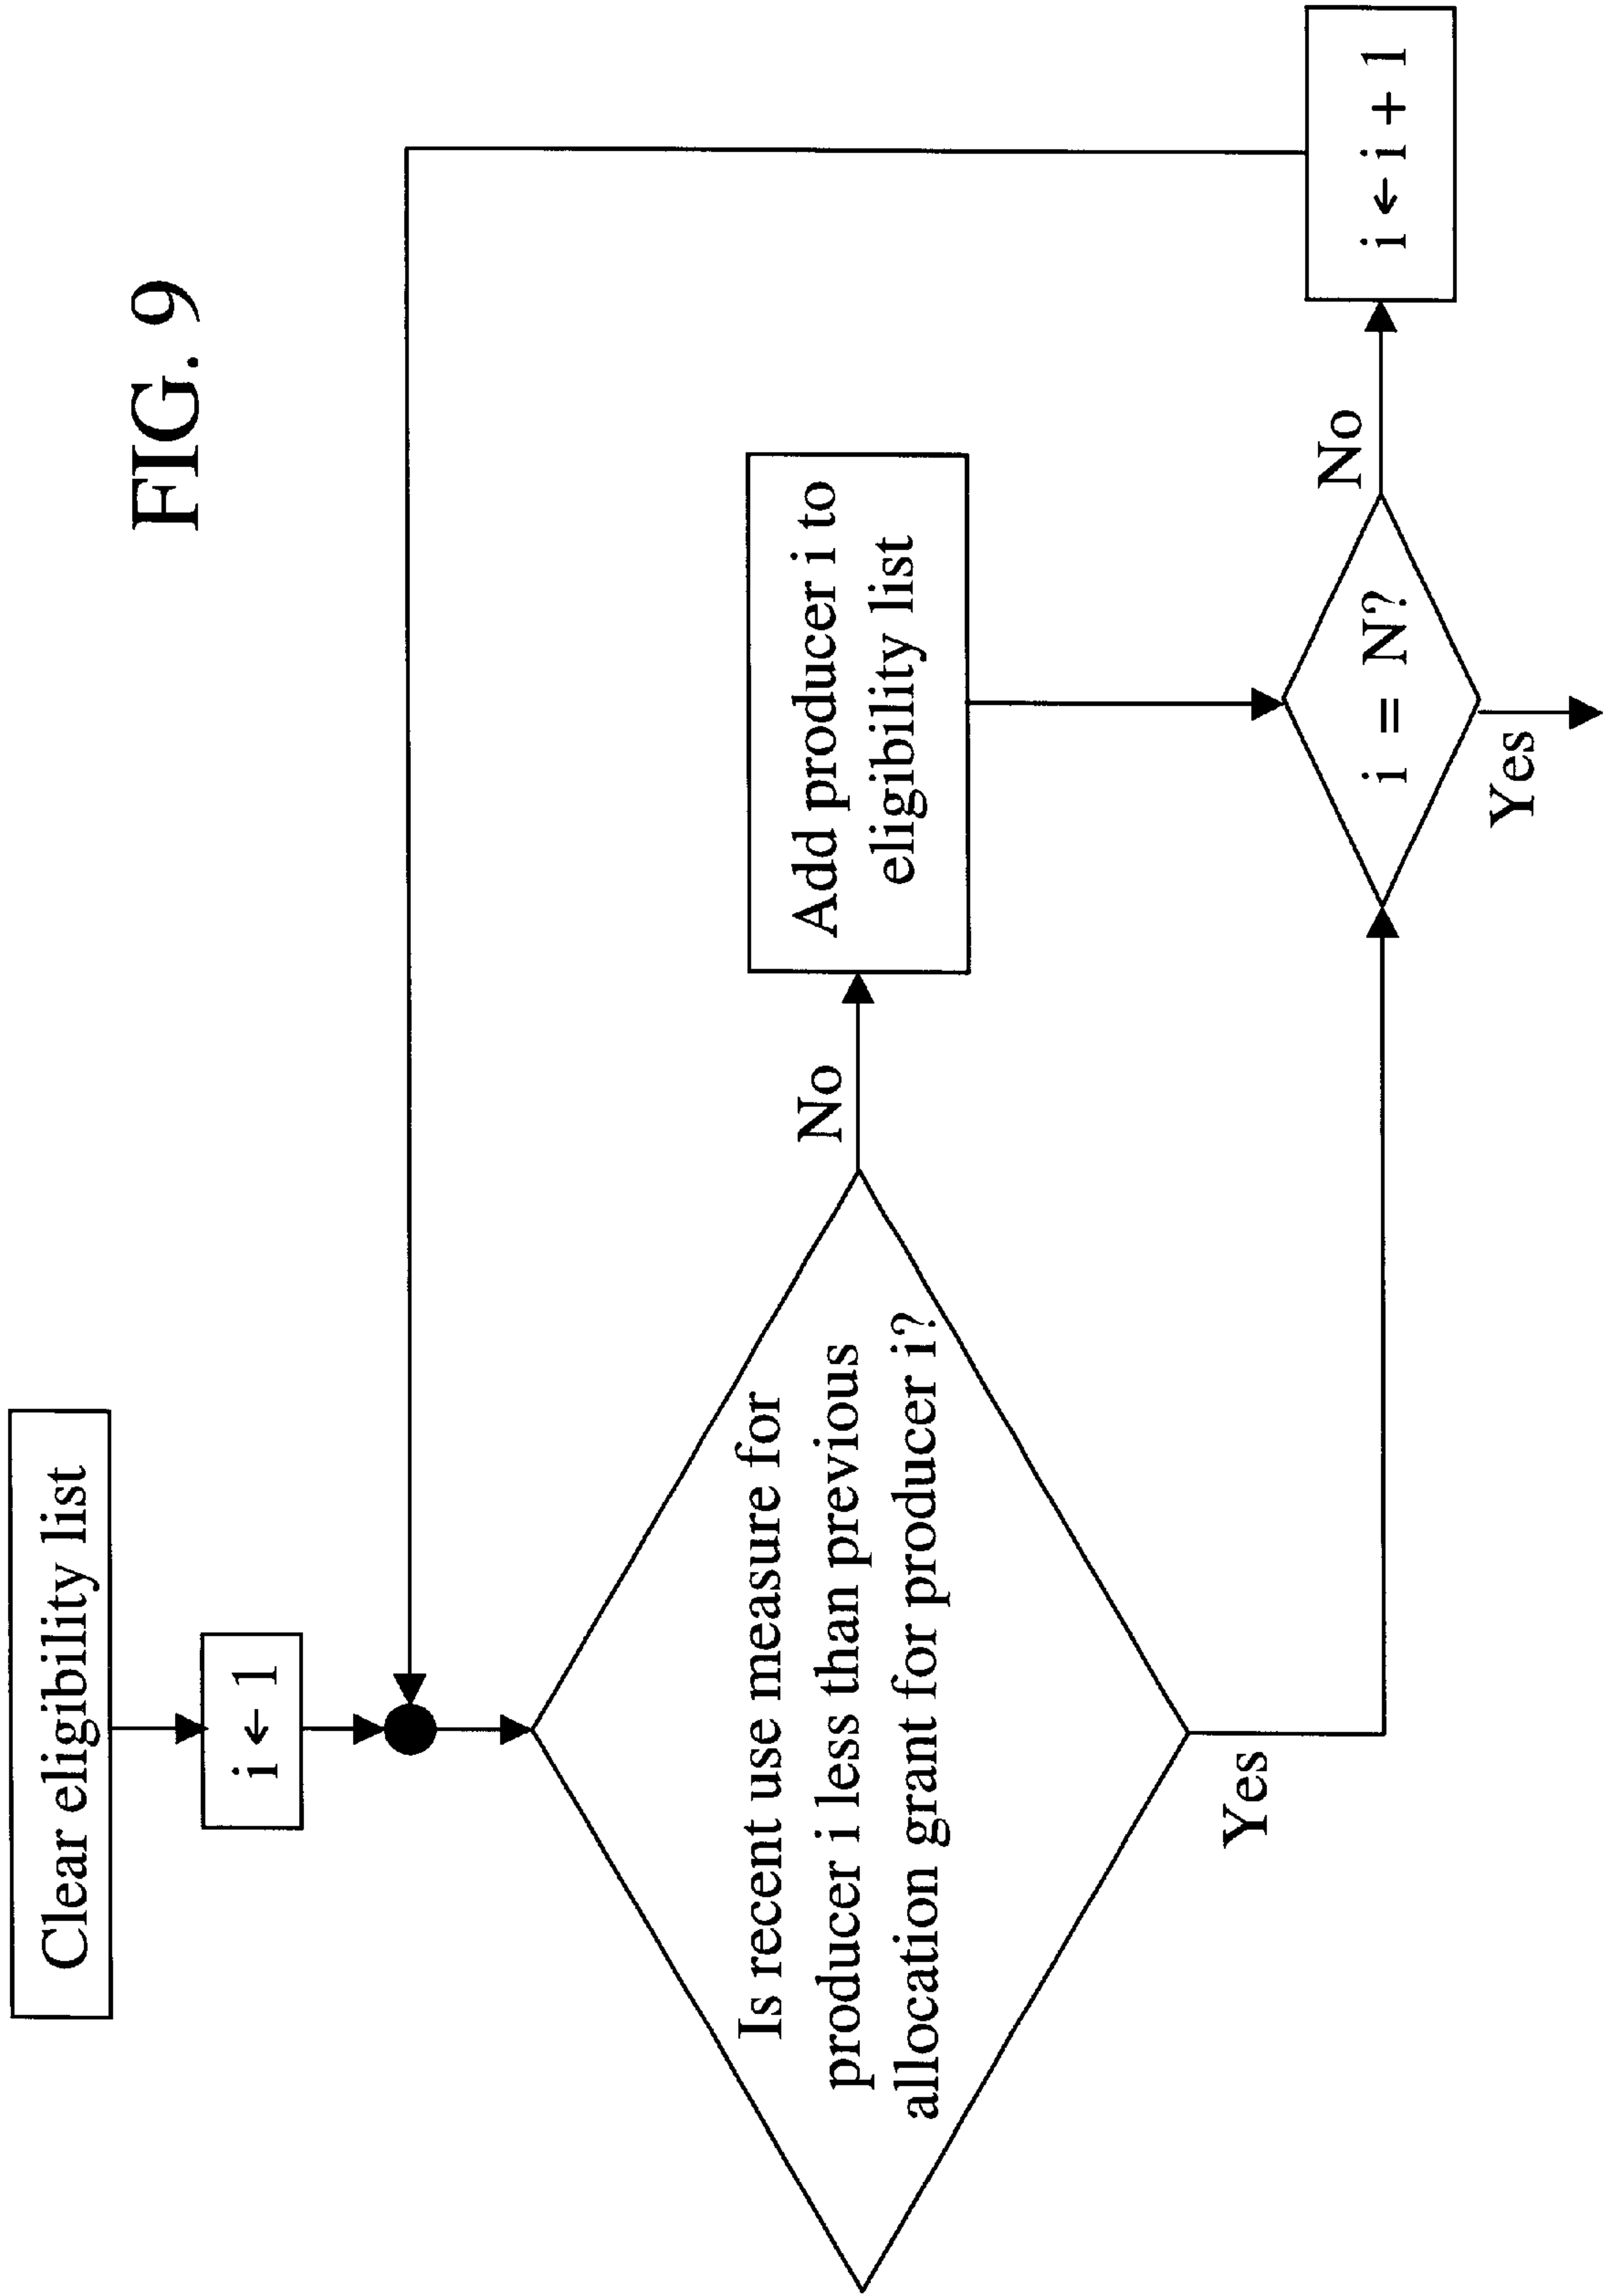 FIG. 9
Clear eligibility list
i ← 1
Is recent use measure for
producer i less than previous
allocation grant for producer i?
No
Add producer i to
eligibility list
Yes
i = N?
No
i ← i + 1
Yes